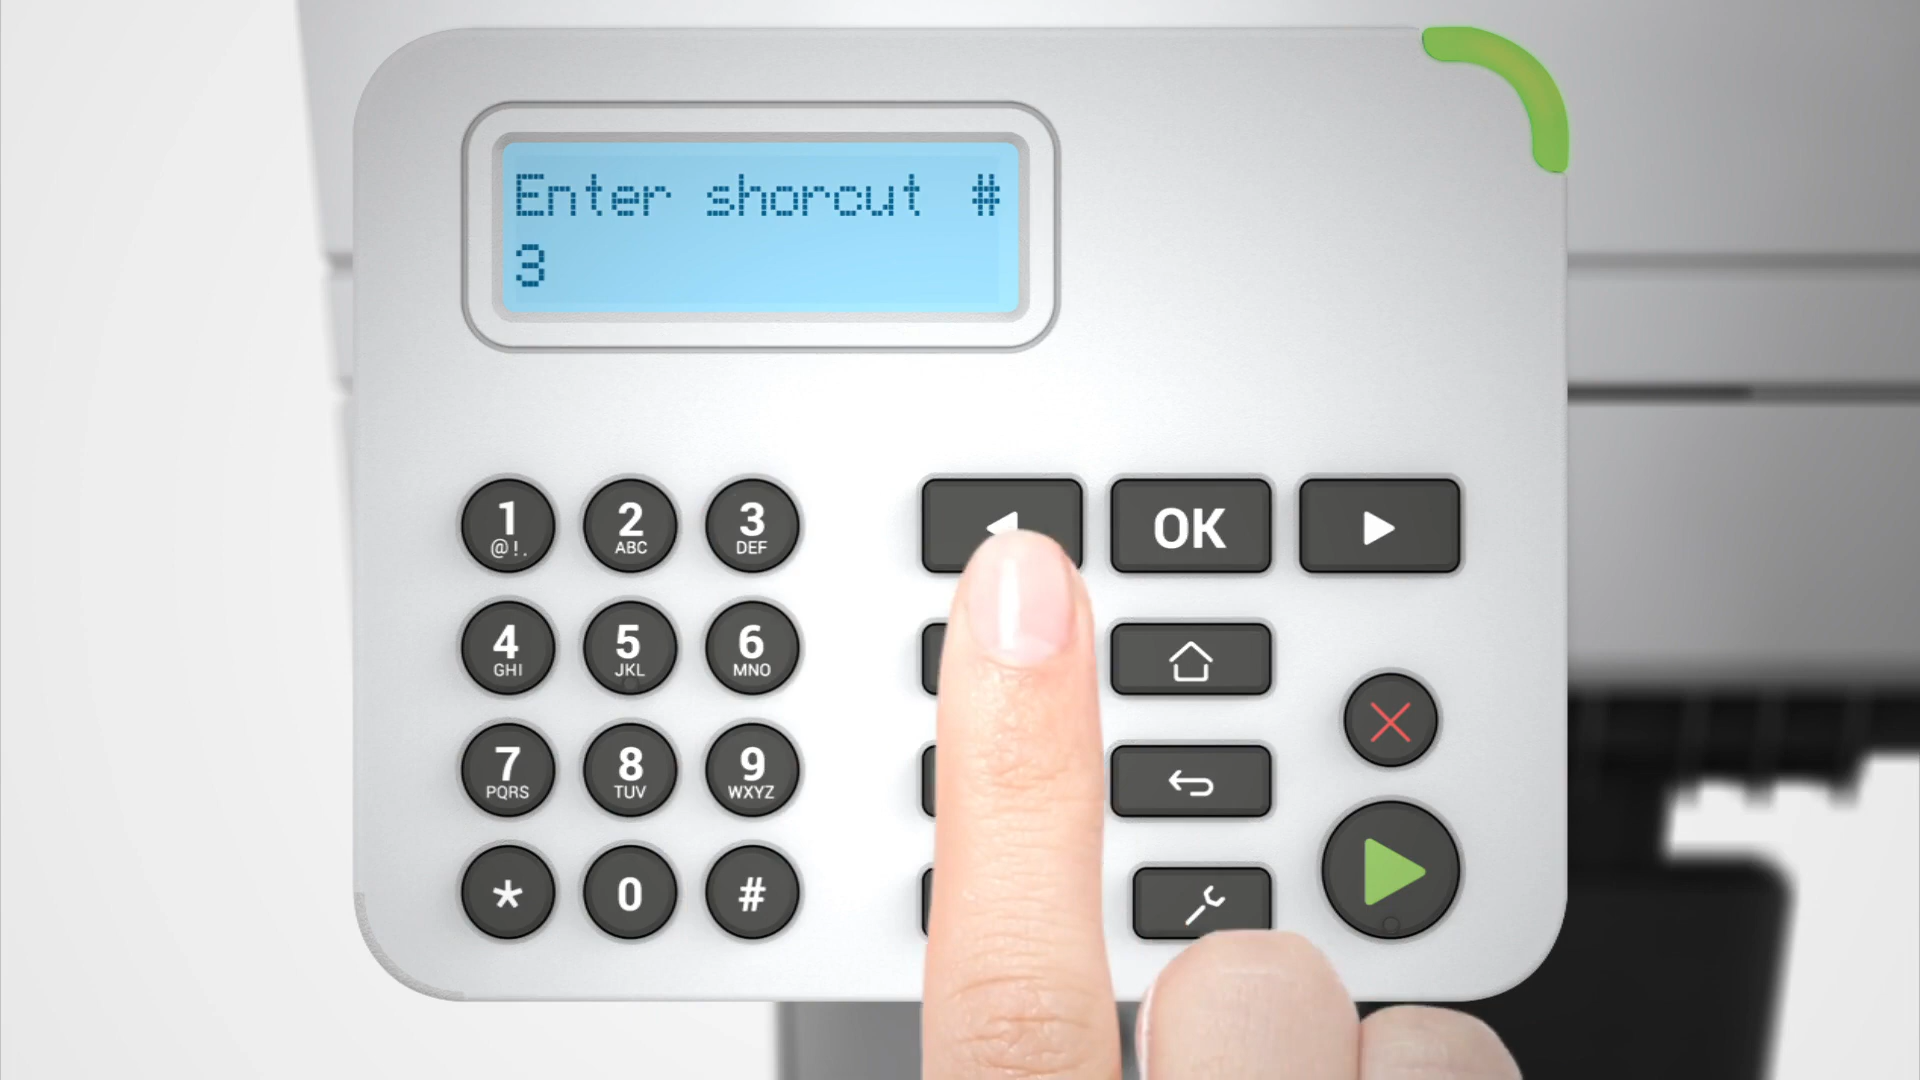 Enter shorcut #
3
1 2 3
@!. ABC DEF
OK
4 5 6
GHI JKL MNO
7 8 9
PQRS TUV WXYZ
* 0 #